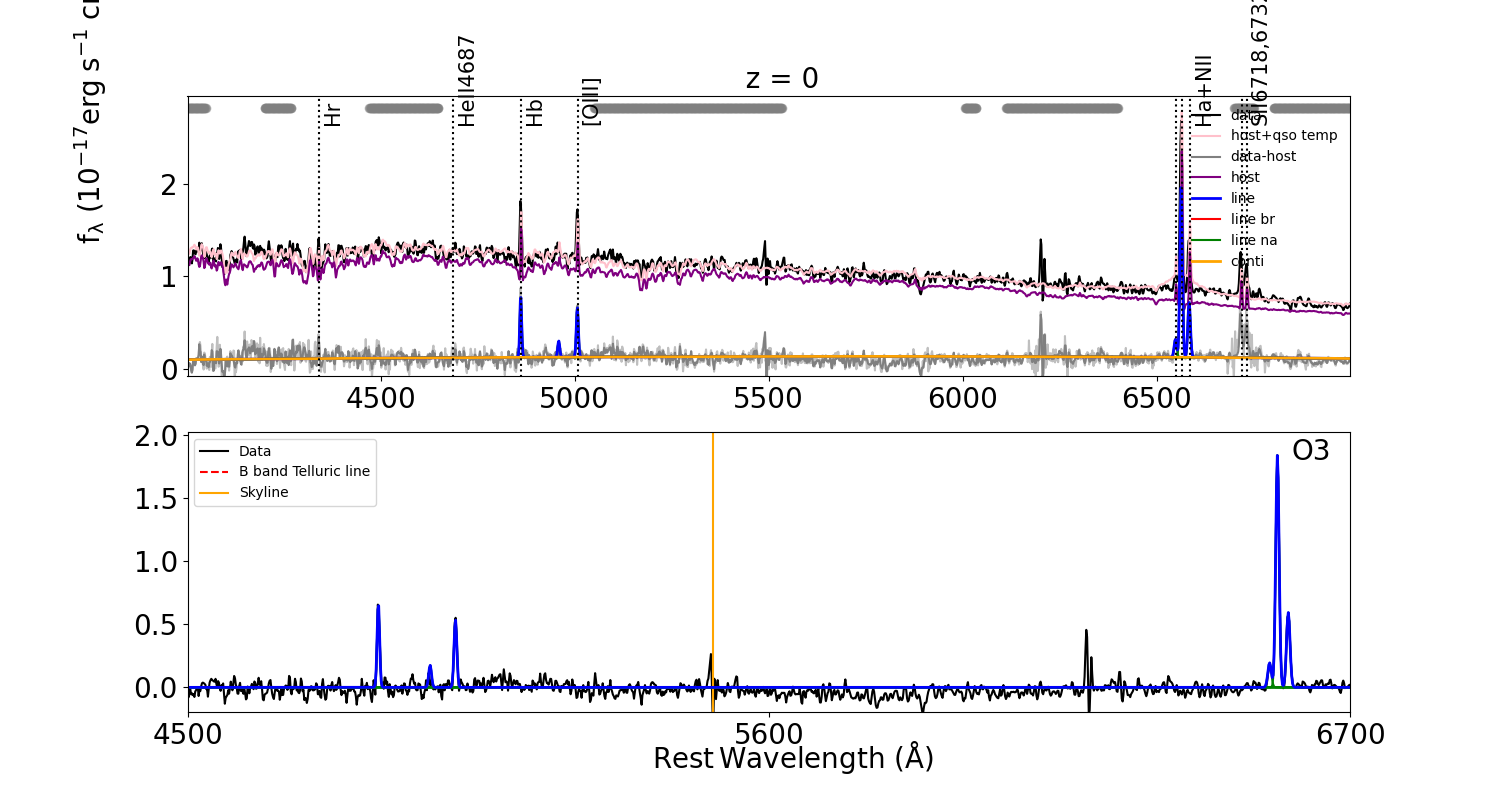 z = 0
f_λ (10^{-17}erg s^{-1}
Hr
HeII4687
Hb
[OIII]
Ha+NII
SII6718,6732
data
host+qso temp
data-host
host
line
line br
line na
conti
2
1
0
4500 5000 5500 6000 6500
O3
Data
B band Telluric line
Skyline
2.0
1.5
1.0
0.5
0.0
4500 5600 6700
Rest Wavelength (Å)